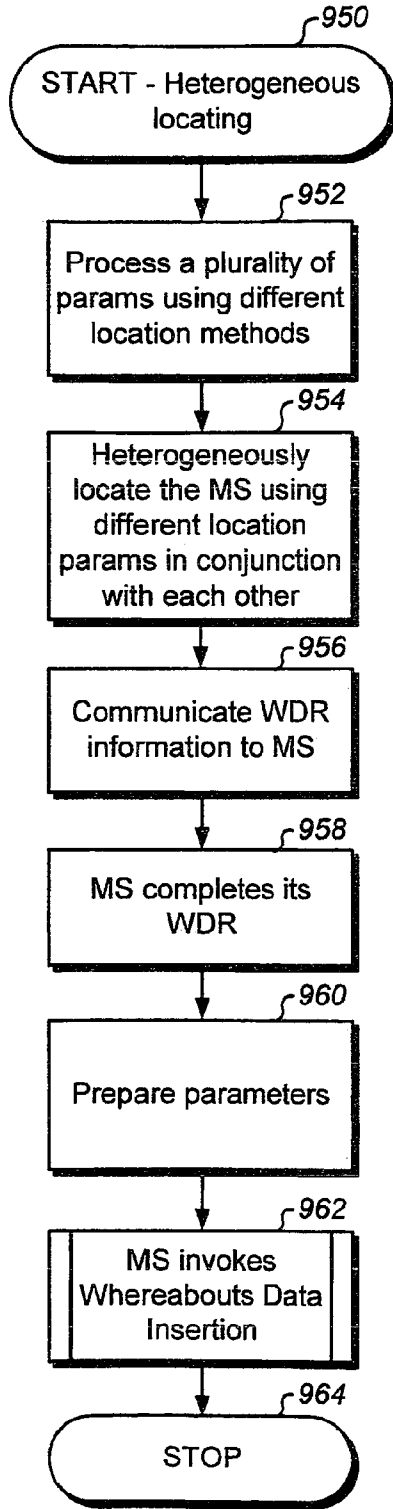 950
START - Heterogeneous
locating
952
Process a plurality of
params using different
location methods
954
Heterogeneously
locate the MS using
different location
params in conjunction
with each other
956
Communicate WDR
information to MS
958
MS completes its
WDR
960
Prepare parameters
962
MS invokes
Whereabouts Data
Insertion
964
STOP